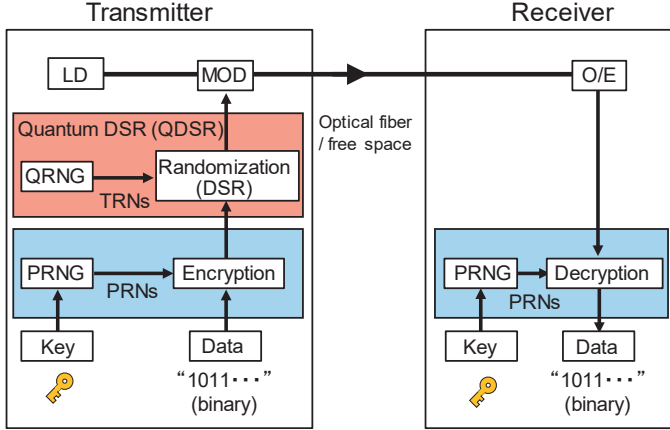 Transmitter
Receiver
LD
MOD
O/E
Optical fiber
/ free space
Quantum DSR (QDSR)
QRNG
Randomization
(DSR)
TRNs
PRNG
Encryption
PRNs
PRNG
Decryption
PRNs
Key
Data
Key
Data
“1011···”
(binary)
“1011···”
(binary)